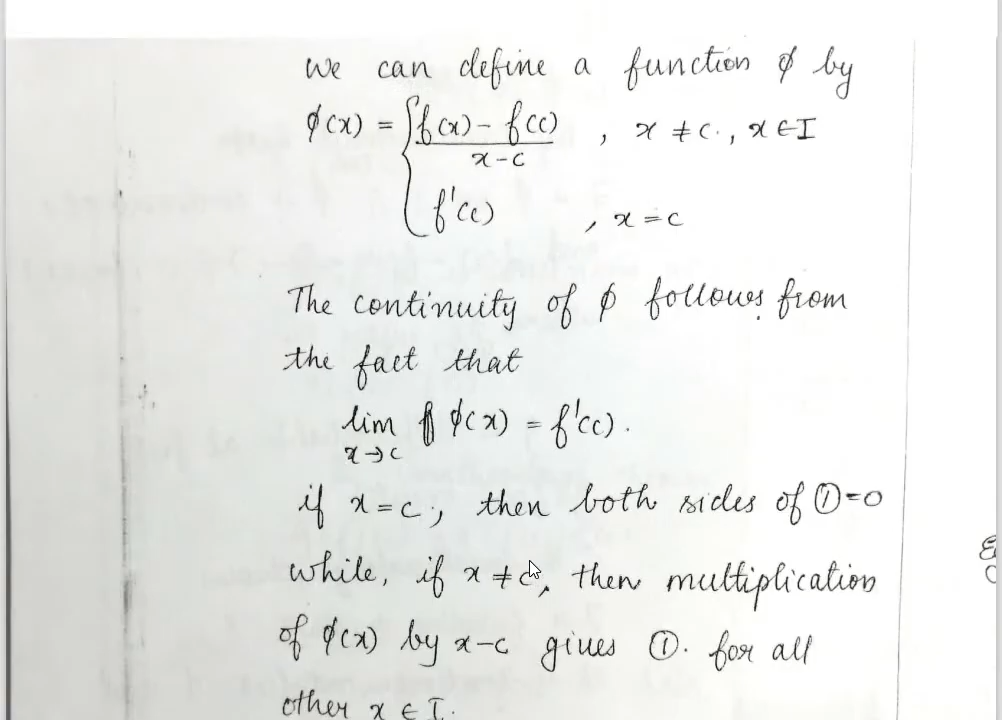 we can define a function ϕ by
ϕ(x) = { f(x) - f(c) / x-c , x ≠ c., x ∈ I
f'(c) , x = c
The continuity of ϕ follows from
the fact that
lim x→c ϕ(x) = f'(c).
if x = c, then both sides of ① = 0
while, if x ≠ c, then multiplication
of ϕ(x) by x-c gives ①. for all
other x ∈ I.